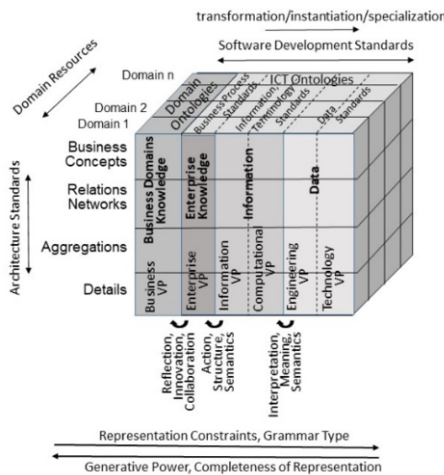 transformation/instantiation/specialization
Software Development Standards
Domain Resources
Domain n
Domain 2
Domain 1
Domain
Ontologies
ICT Ontologies
Business Process
Standards
Information,
Terminology
Standards
Data
Standards
Architecture Standards
Business
Concepts
Relations
Networks
Aggregations
Details
Business Domains
Knowledge
Enterprise
Knowledge
Information
Data
Business
VP
Enterprise
VP
Information
VP
Computational
VP
Engineering
VP
Technology
VP
Reflection,
Innovation,
Collaboration
Action,
Structure,
Semantics
Interpretation,
Meaning,
Semantics
Representation Constraints, Grammar Type
Generative Power, Completeness of Representation